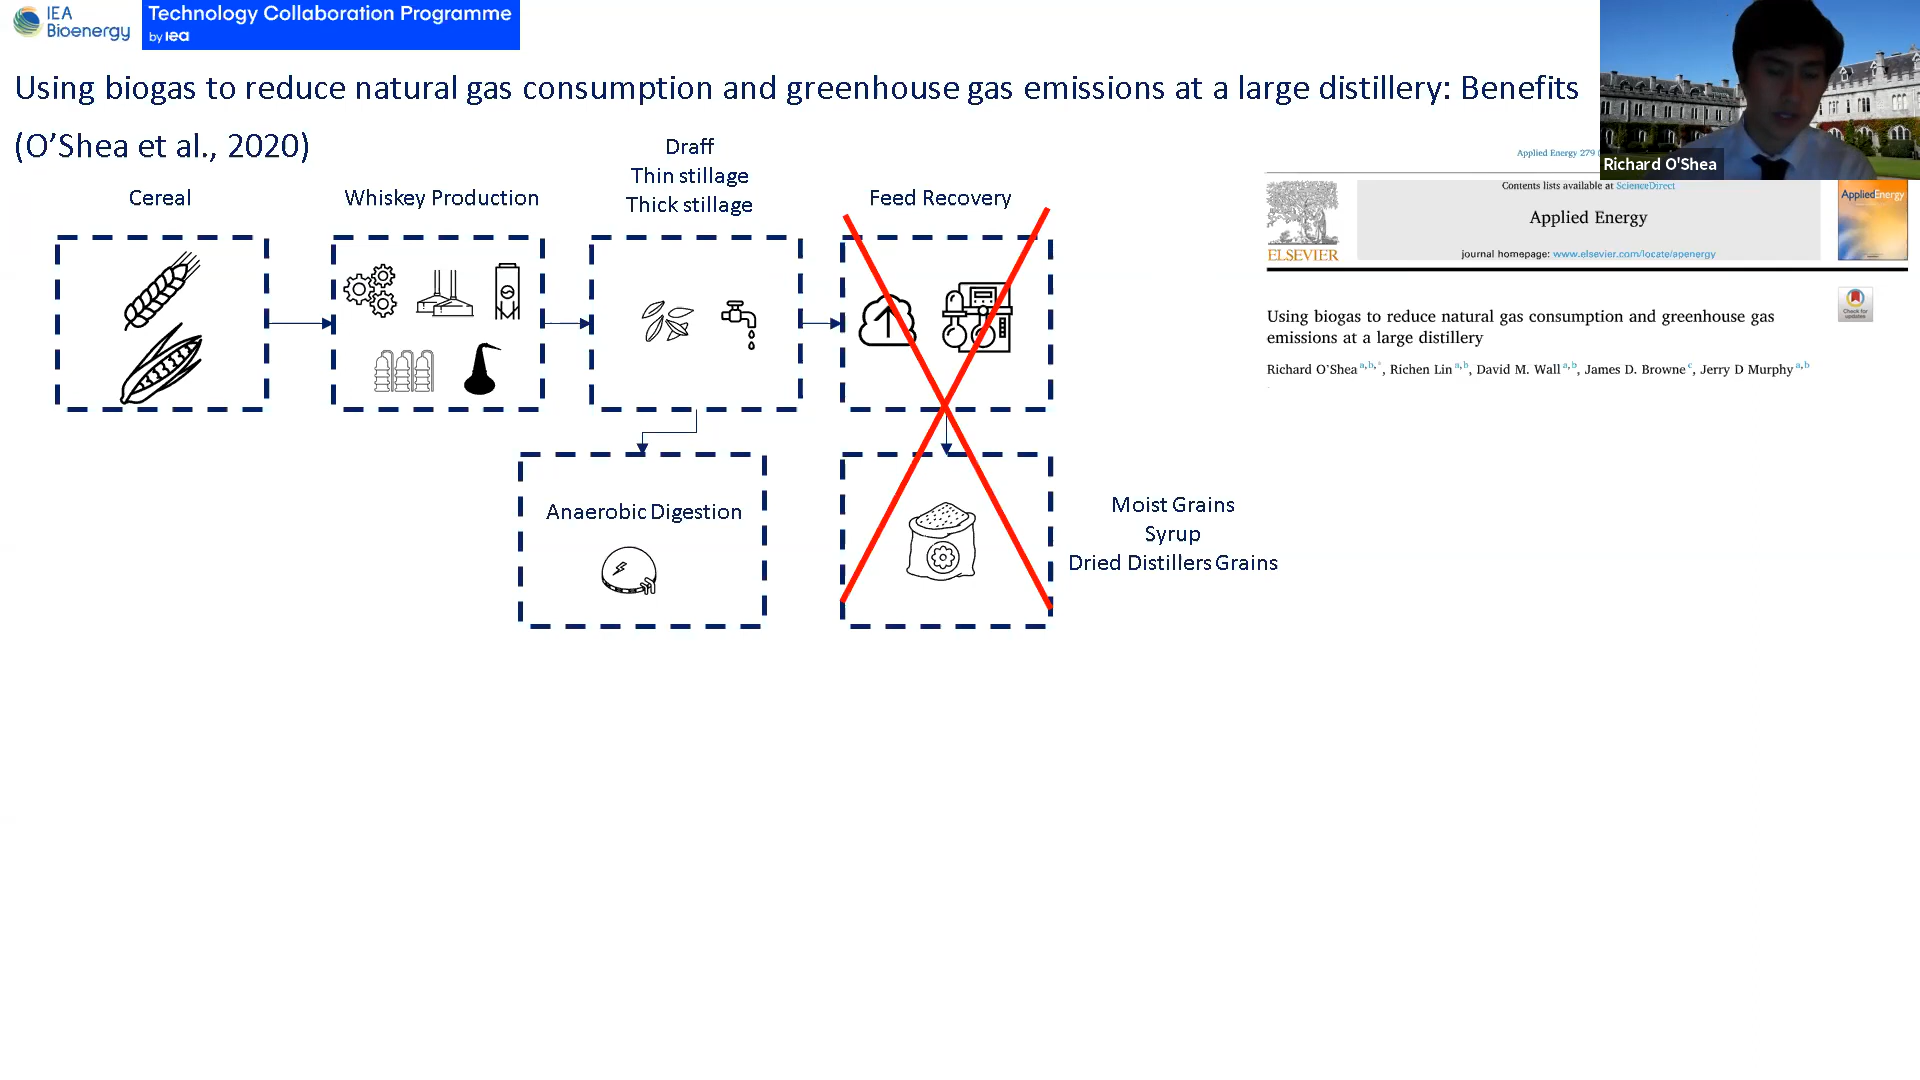 IEA
Bioenergy
Technology Collaboration Programme
by iea
Using biogas to reduce natural gas consumption and greenhouse gas emissions at a large distillery: Benefits
(O’Shea et al., 2020)
Richard O'Shea
Cereal
Whiskey Production
Draff
Thin stillage
Thick stillage
Feed Recovery
Anaerobic Digestion
Moist Grains
Syrup
Dried Distillers Grains
Applied Energy 279
Contents lists available at ScienceDirect
Applied Energy
journal homepage: www.elsevier.com/locate/apenergy
ELSEVIER
AppliedEnergy
Check for
updates
Using biogas to reduce natural gas consumption and greenhouse gas
emissions at a large distillery
Richard O'Shea a,b,*, Richen Lin a,b, David M. Wall a,b, James D. Browne c, Jerry D Murphy a,b